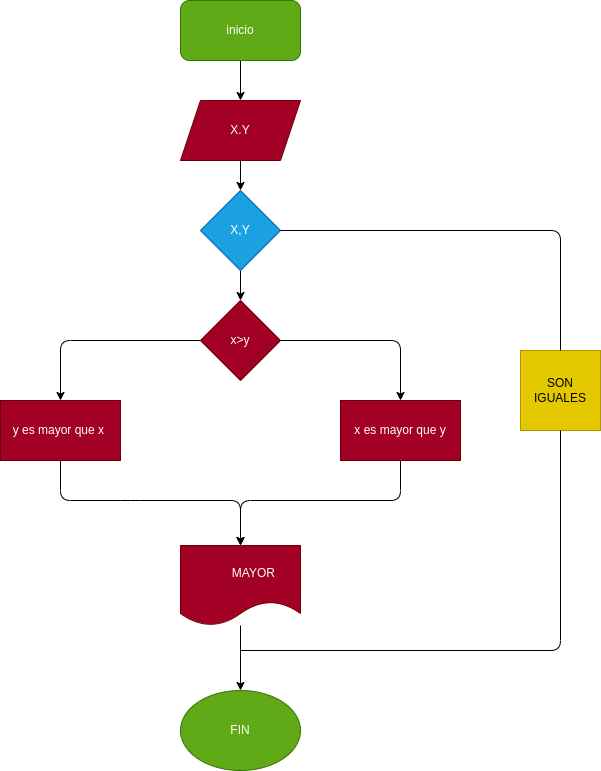 inicio
X.Y
X,Y
x>y
SON
IGUALES
y es mayor que x
x es mayor que y
MAYOR
FIN